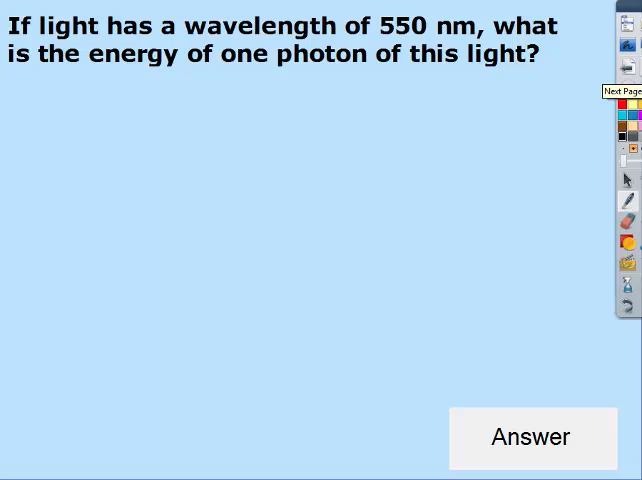 If light has a wavelength of 550 nm, what
is the energy of one photon of this light?
Next Page
Answer